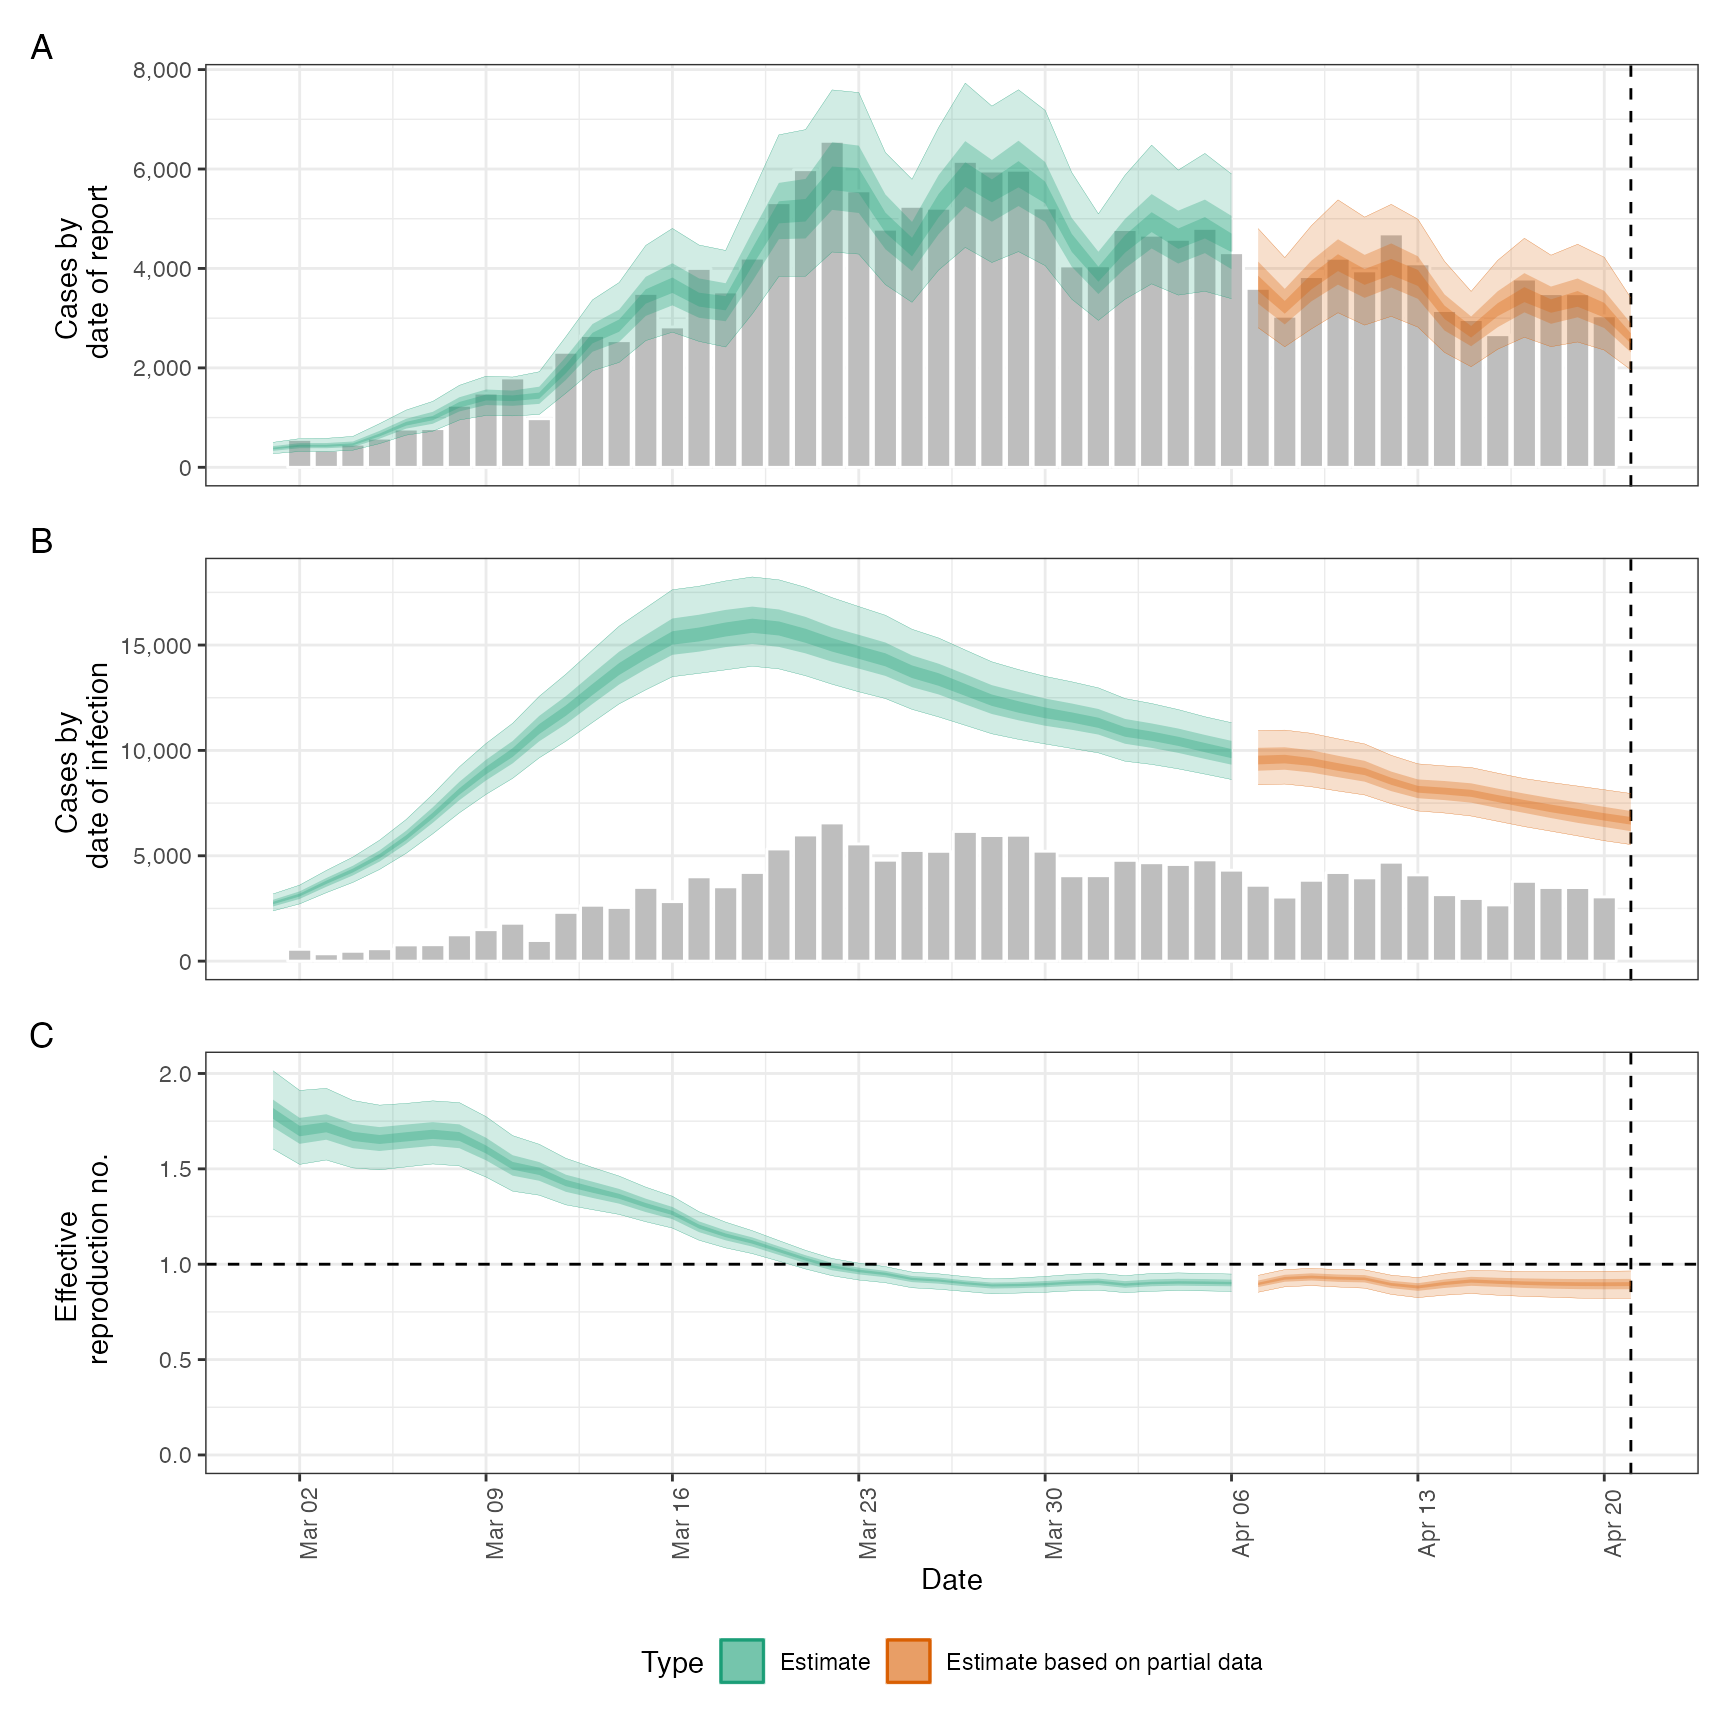 A
8,000
6,000
4,000
2,000
0
Cases by
date of report
B
15,000
10,000
5,000
0
Cases by
date of infection
C
2.0
1.5
1.0
0.5
0.0
Effective
reproduction no.
Mar 02
Mar 09
Mar 16
Mar 23
Mar 30
Apr 06
Apr 13
Apr 20
Date
Type
Estimate
Estimate based on partial data